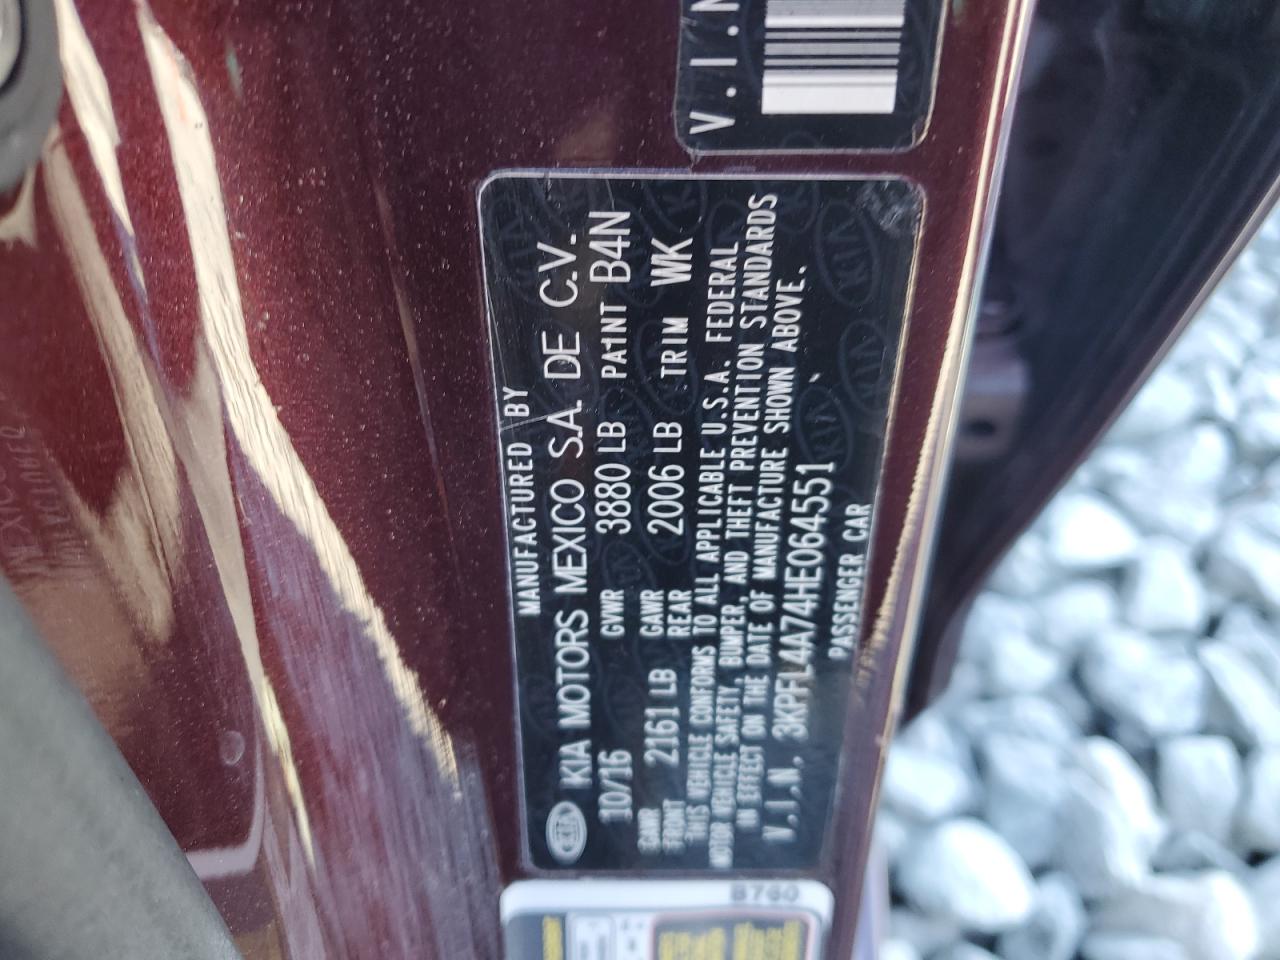 V.I.N
MANUFACTURED BY
KIA KIA MOTORS MEXICO S.A. DE C.V.
10/16 GVWR 3880 LB PAINT B4N
GAWR FRONT 2161 LB GAWR REAR 2006 LB TRIM WK
THIS VEHICLE CONFORMS TO ALL APPLICABLE U.S.A. FEDERAL
MOTOR VEHICLE SAFETY, BUMPER, AND THEFT PREVENTION STANDARDS
IN EFFECT ON THE DATE OF MANUFACTURE SHOWN ABOVE.
V.I.N. 3KPFL4A74HE064551
PASSENGER CAR
B760